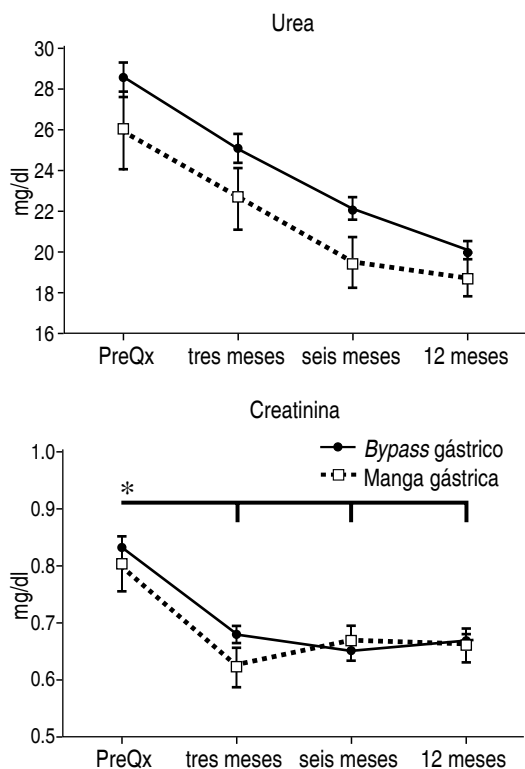 Urea
30
28
26
24
22
20
18
16
mg/dl
PreQx tres meses seis meses 12 meses
Creatinina
1.0
0.9
0.8
0.7
0.6
0.5
mg/dl
Bypass gástrico
Manga gástrica
*
PreQx tres meses seis meses 12 meses